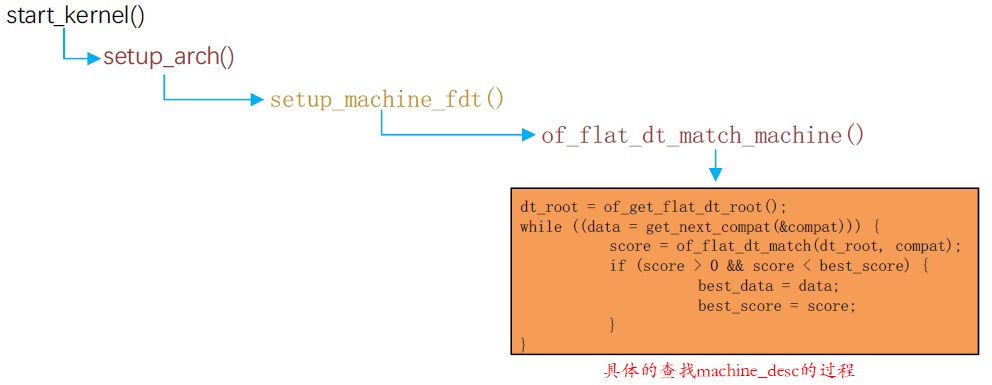 start_kernel()
setup_arch()
setup_machine_fdt()
of_flat_dt_match_machine()
dt_root = of_get_flat_dt_root();
while ((data = get_next_compat(&compat))) {
score = of_flat_dt_match(dt_root, compat);
if (score > 0 && score < best_score) {
best_data = data;
best_score = score;
}
}
具体的查找machine_desc的过程